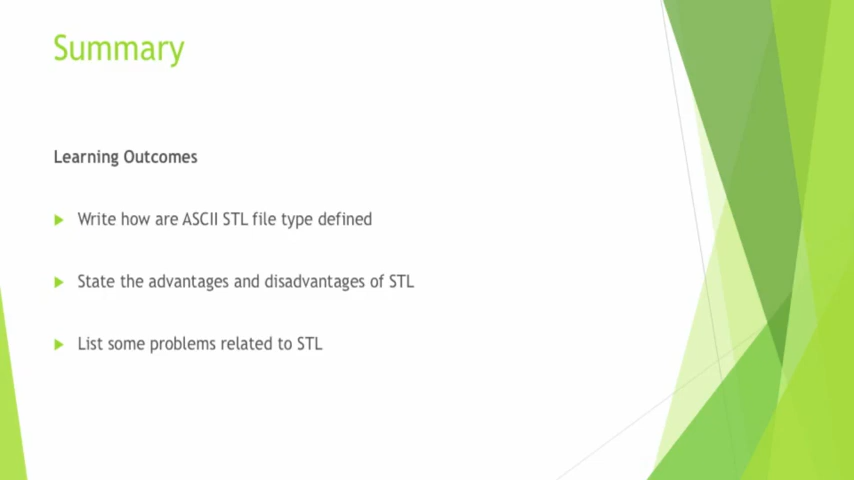 Summary
Learning Outcomes
Write how are ASCII STL file type defined
State the advantages and disadvantages of STL
List some problems related to STL